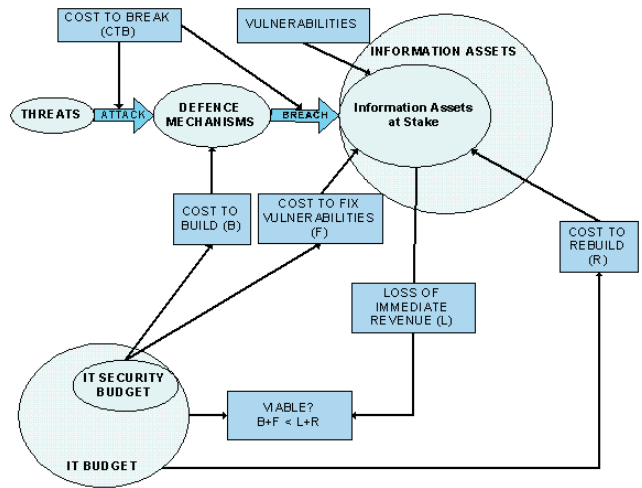 COST TO BREAK
(CTB)
VULNERABILITIES
INFORMATION ASSETS
THREATS
ATTACK
DEFENCE
MECHANISMS
BREACH
Information Assets
at Stake
COST TO
BUILD (B)
COST TO FIX
VULNERABILITIES
(F)
COST TO
REBUILD
(R)
LOSS OF
IMMEDIATE
REVENUE (L)
IT SECURITY
BUDGET
VIABLE?
B+F < L+R
IT BUDGET